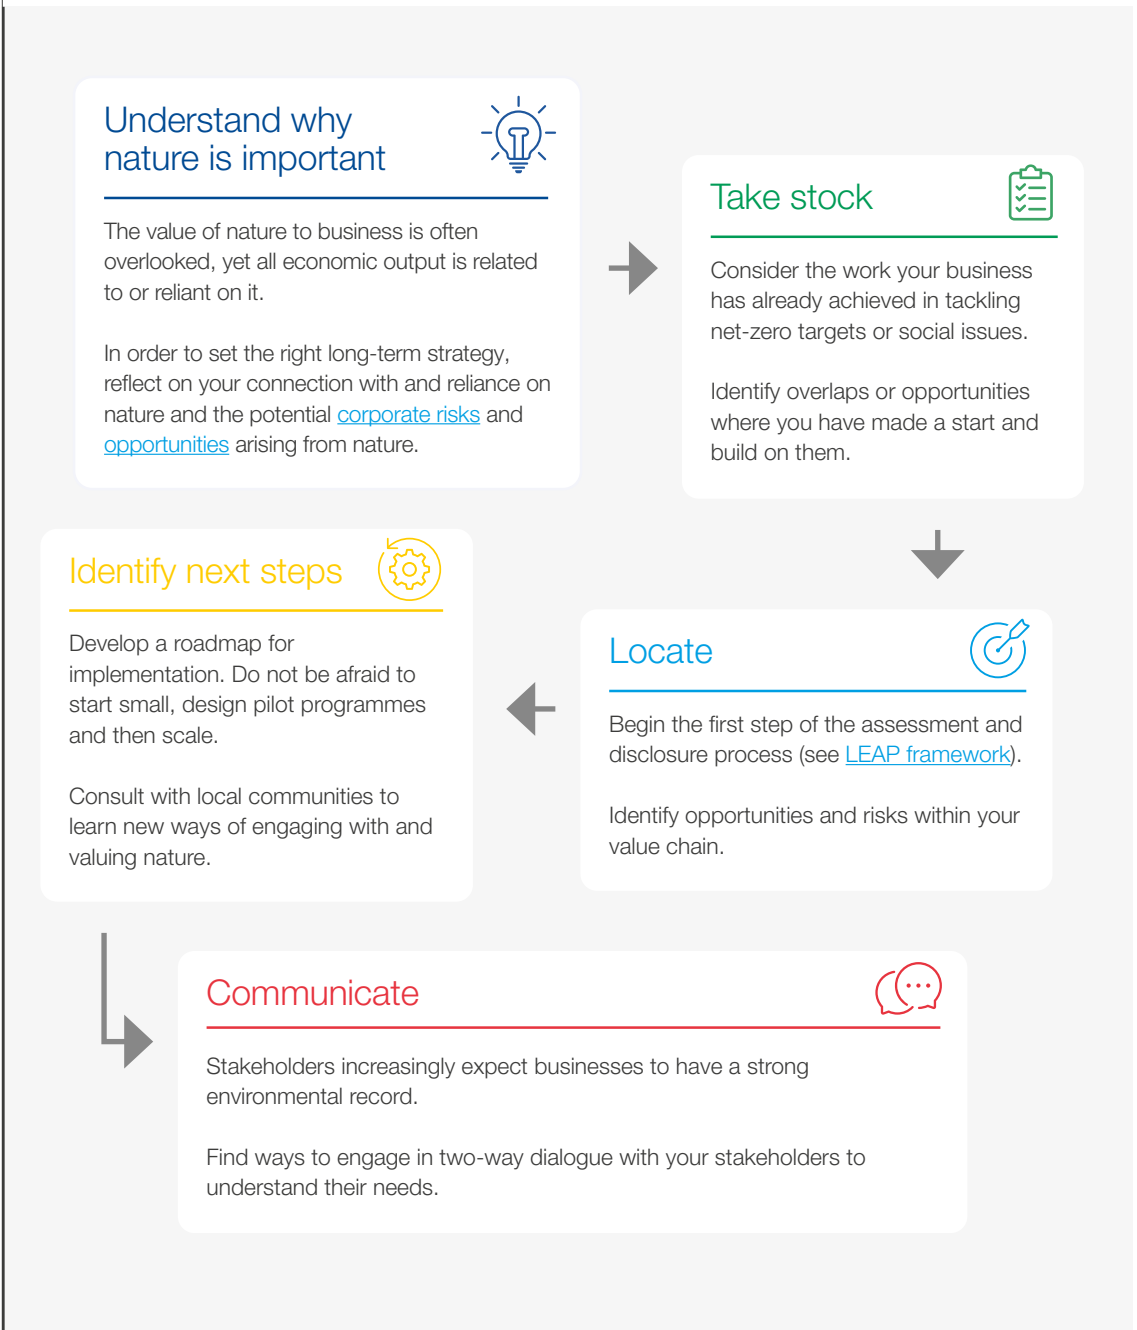 Understand why
nature is important
The value of nature to business is often
overlooked, yet all economic output is related
to or reliant on it.
In order to set the right long-term strategy,
reflect on your connection with and reliance on
nature and the potential corporate risks and
opportunities arising from nature.
Take stock
Consider the work your business
has already achieved in tackling
net-zero targets or social issues.
Identify overlaps or opportunities
where you have made a start and
build on them.
Locate
Begin the first step of the assessment and
disclosure process (see LEAP framework).
Identify opportunities and risks within your
value chain.
Identify next steps
Develop a roadmap for
implementation. Do not be afraid to
start small, design pilot programmes
and then scale.
Consult with local communities to
learn new ways of engaging with and
valuing nature.
Communicate
Stakeholders increasingly expect businesses to have a strong
environmental record.
Find ways to engage in two-way dialogue with your stakeholders to
understand their needs.